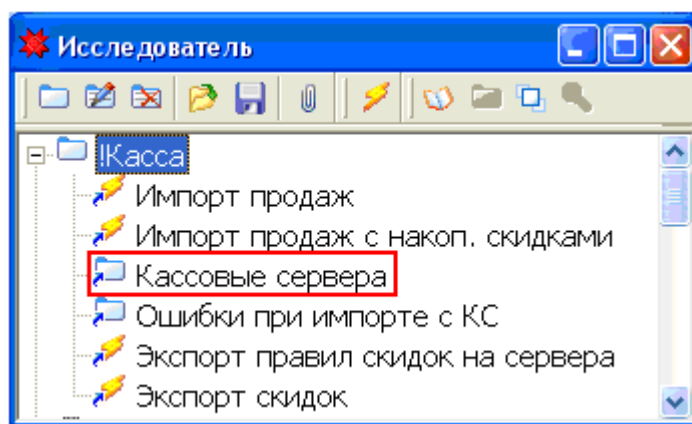 Исследователь
!Касса
Импорт продаж
Импорт продаж с накоп. скидками
Кассовые сервера
Ошибки при импорте с КС
Экспорт правил скидок на сервера
Экспорт скидок